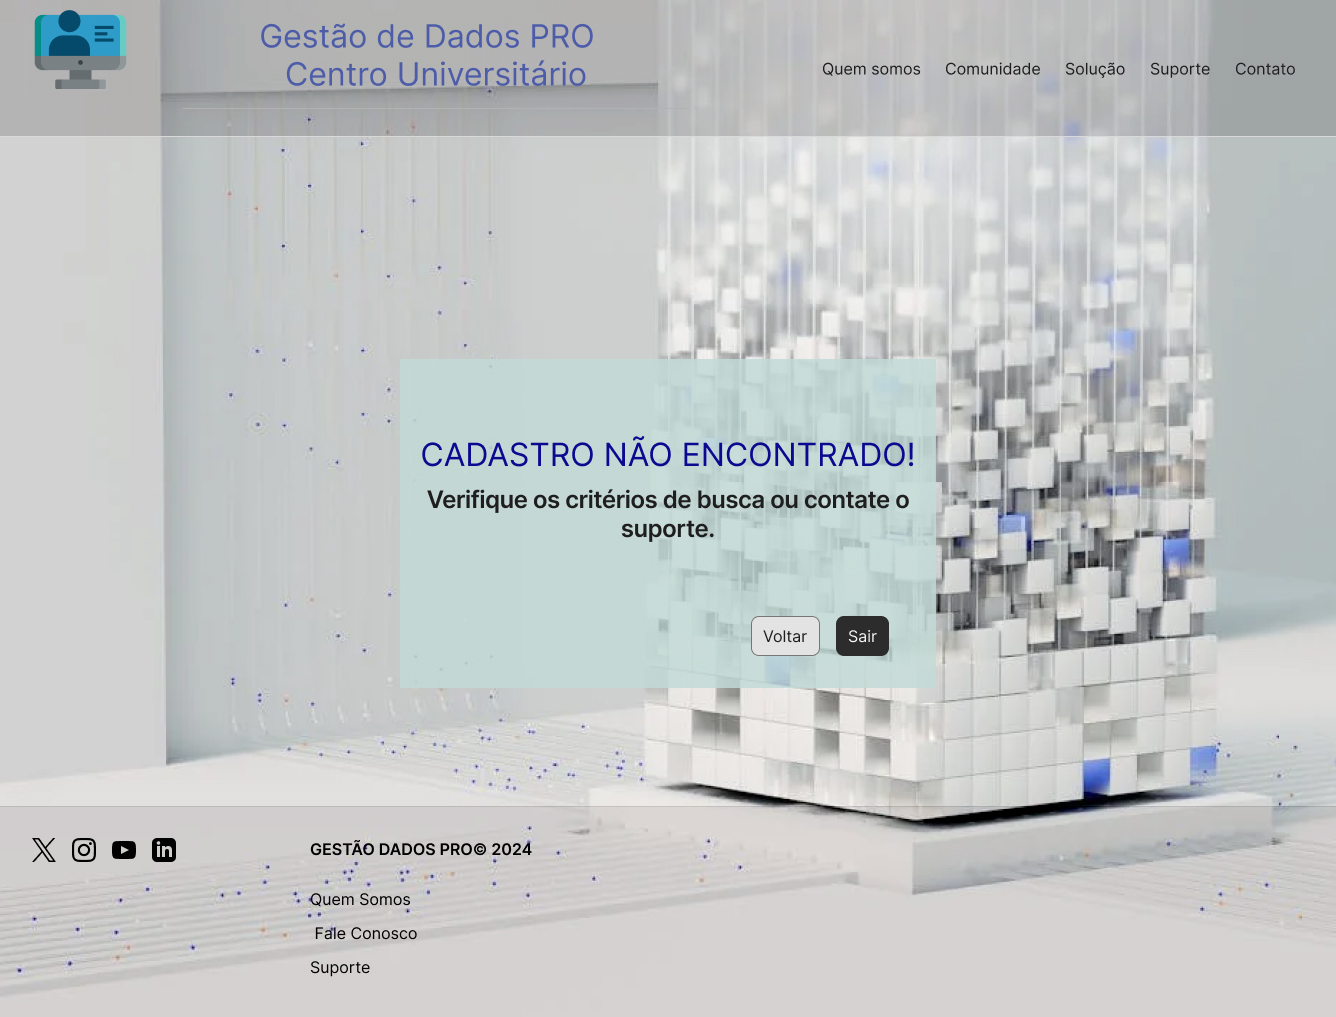 Gestão de Dados PRO
Centro Universitário
Quem somos
Comunidade
Solução
Suporte
Contato
CADASTRO NÃO ENCONTRADO!
Verifique os critérios de busca ou contate o
suporte.
Voltar
Sair
GESTÃO DADOS PRO© 2024
Quem Somos
Fale Conosco
Suporte